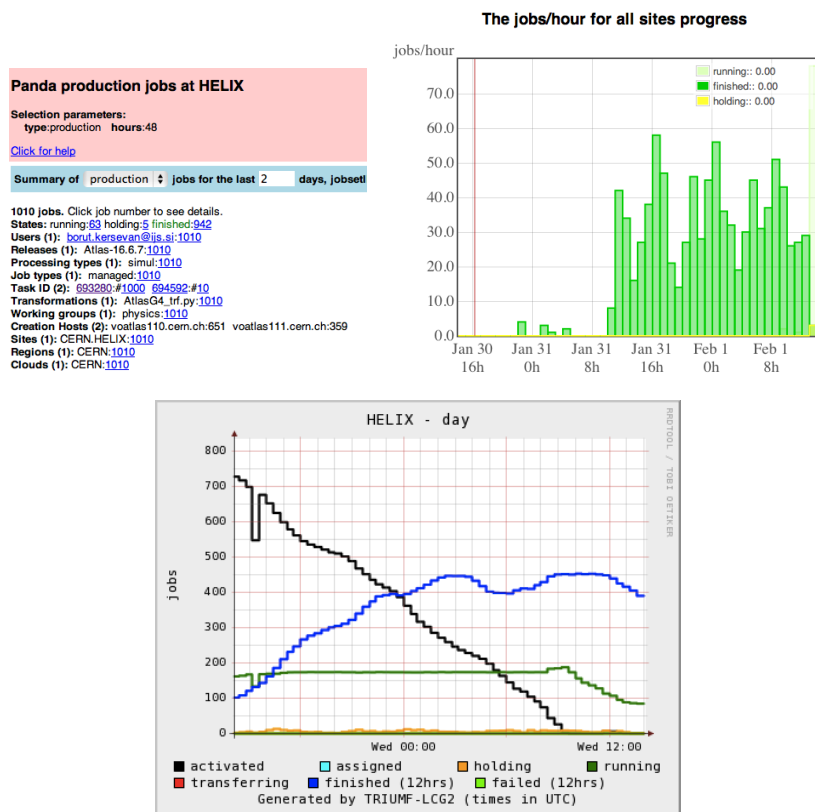 The jobs/hour for all sites progress
Panda production jobs at HELIX
Selection parameters:
type:production hours:48
Click for help
Summary of production jobs for the last 2 days, jobsetI
1010 jobs. Click job number to see details.
States: running:63 holding:5 finished:942
Users (1): borut.kersevan@ijs.si:1010
Releases (1): Atlas-16.6.7:1010
Processing types (1): simul:1010
Job types (1): managed:1010
Task ID (2): 693280:#1000 694592:#10
Transformations (1): AtlasG4_trf.py:1010
Working groups (1): physics:1010
Creation Hosts (2): voatlas110.cern.ch:651 voatlas111.cern.ch:359
Sites (1): CERN.HELIX:1010
Regions (1): CERN:1010
Clouds (1): CERN:1010
jobs/hour
running:: 0.00
finished:: 0.00
holding:: 0.00
70.0
60.0
50.0
40.0
30.0
20.0
10.0
0.0
Jan 30 Jan 31 Jan 31 Jan 31 Feb 1 Feb 1
16h 0h 8h 16h 0h 8h
HELIX - day
RRDTOOL / TOBI OETIKER
jobs
800
700
600
500
400
300
200
100
0
Wed 00:00 Wed 12:00
activated assigned holding running
transferring finished (12hrs) failed (12hrs)
Generated by TRIUMF-LCG2 (times in UTC)